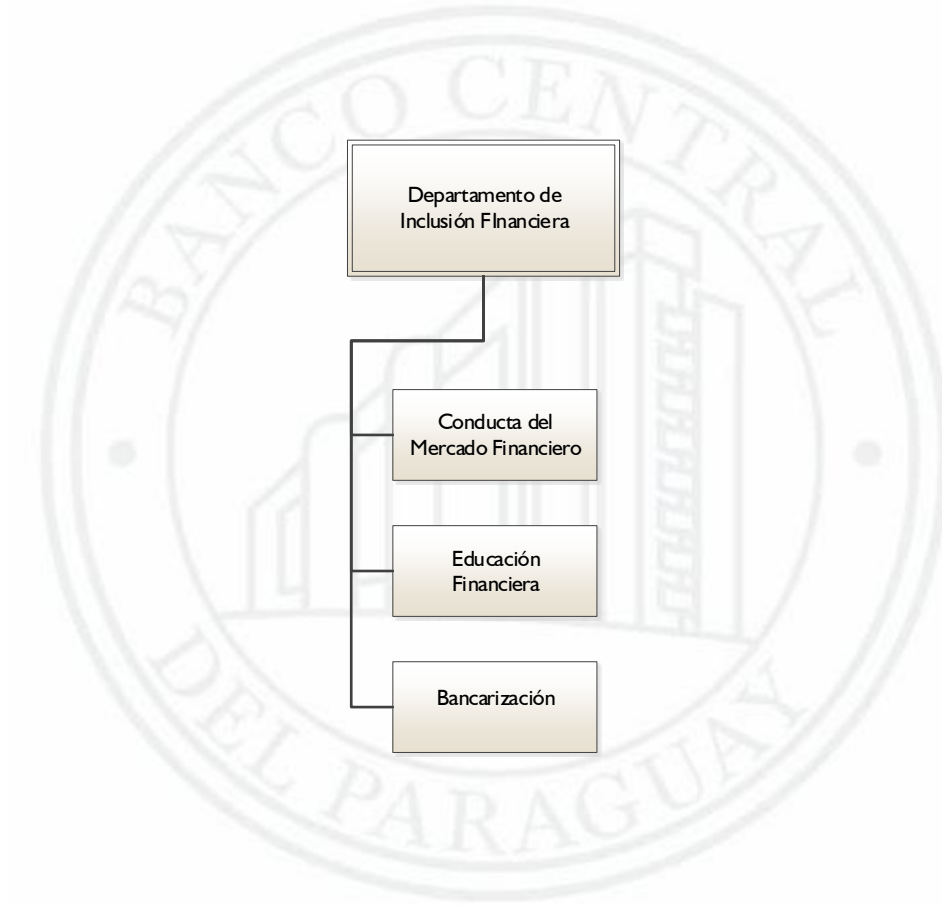 BANCO CENTRAL
DEL PARAGUAY
Departamento de
Inclusión FInanciera
Conducta del
Mercado Financiero
Educación
Financiera
Bancarización